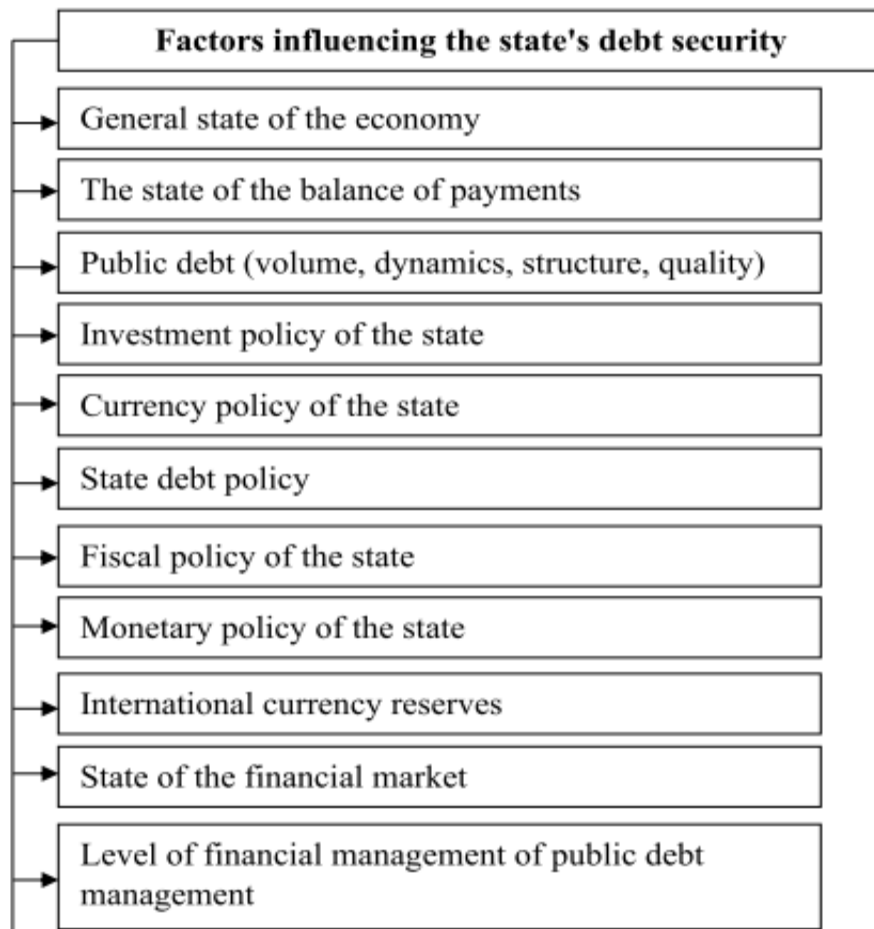 Factors influencing the state's debt security
General state of the economy
The state of the balance of payments
Public debt (volume, dynamics, structure, quality)
Investment policy of the state
Currency policy of the state
State debt policy
Fiscal policy of the state
Monetary policy of the state
International currency reserves
State of the financial market
Level of financial management of public debt
management